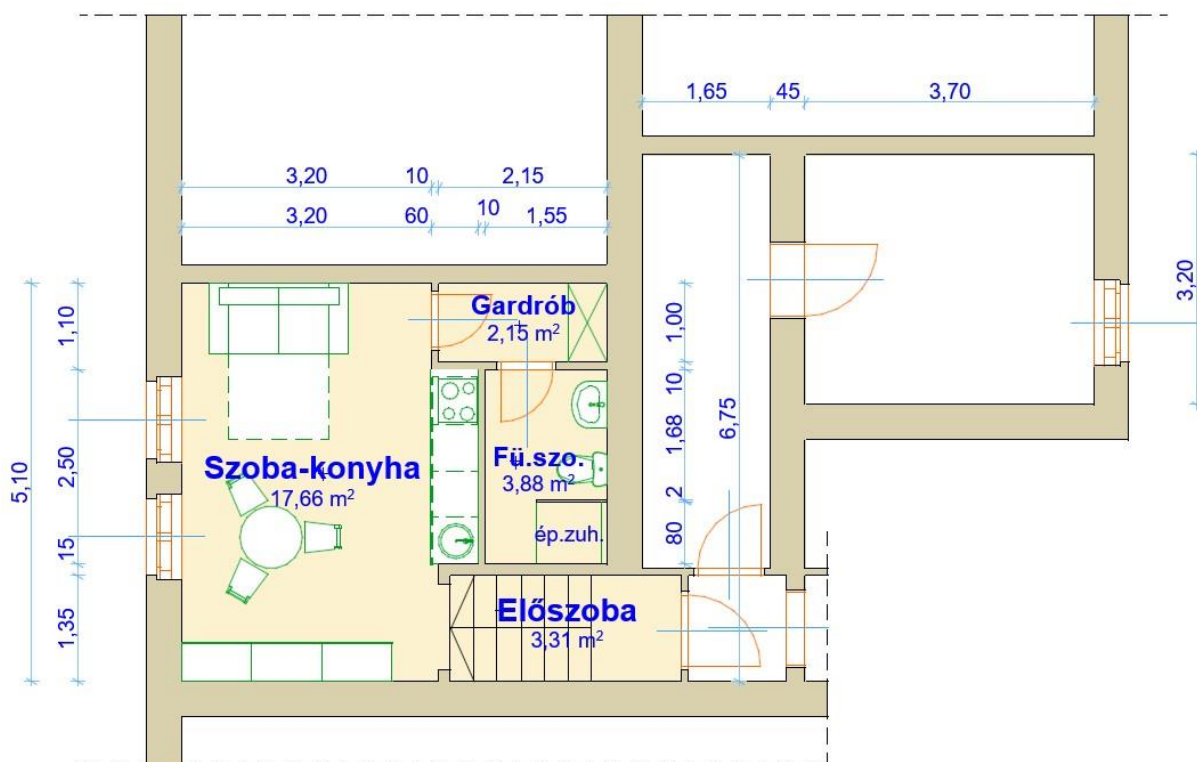 1,65 45 3,70
3,20 10 2,15
3,20 60 10 1,55
Gardrób
2,15 m²
1,10
1,00
3,20
10
6,75
1,68
Szoba-konyha
17,66 m²
Fü.szo.
3,88 m²
5,10
2,50
2
ép.zuh.
80
15
Előszoba
3,31 m²
1,35